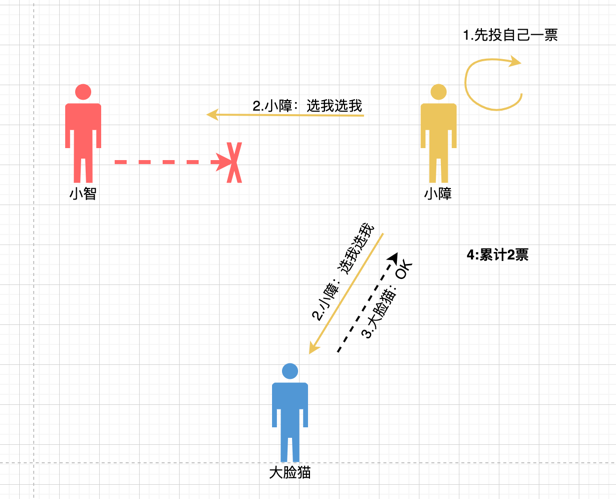 1.先投自己一票
2.小障：选我选我
小智
小障
2.小障：选我选我
3.大脸猫：OK
4:累计2票
大脸猫